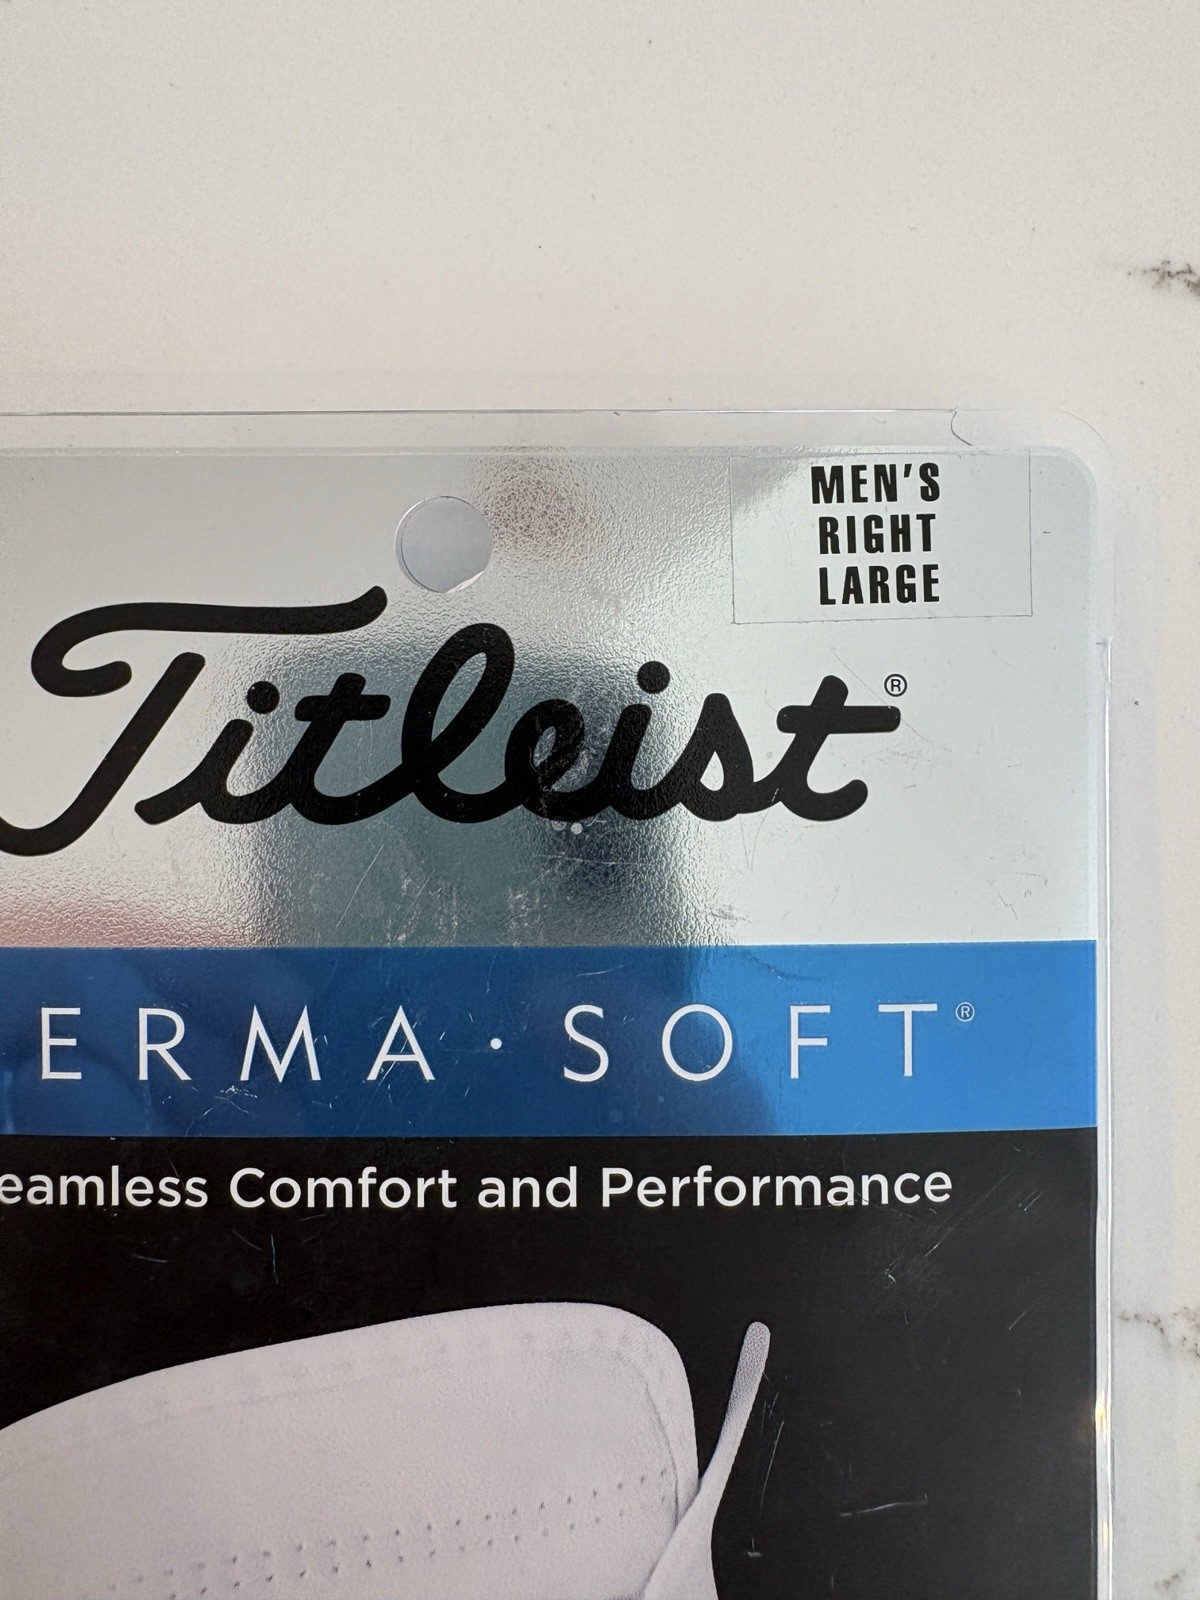 MEN'S
RIGHT
LARGE
Titleist®
ERMA·SOFT®
eamless Comfort and Performance